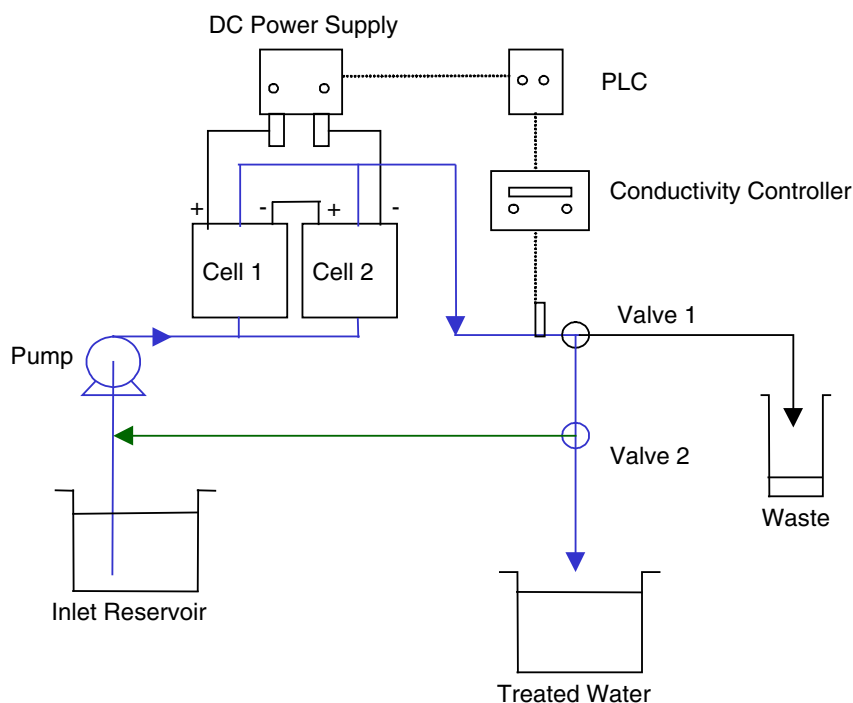 DC Power Supply
PLC
Conductivity Controller
+ - + -
Cell 1 Cell 2
Valve 1
Pump
Valve 2
Waste
Inlet Reservoir
Treated Water